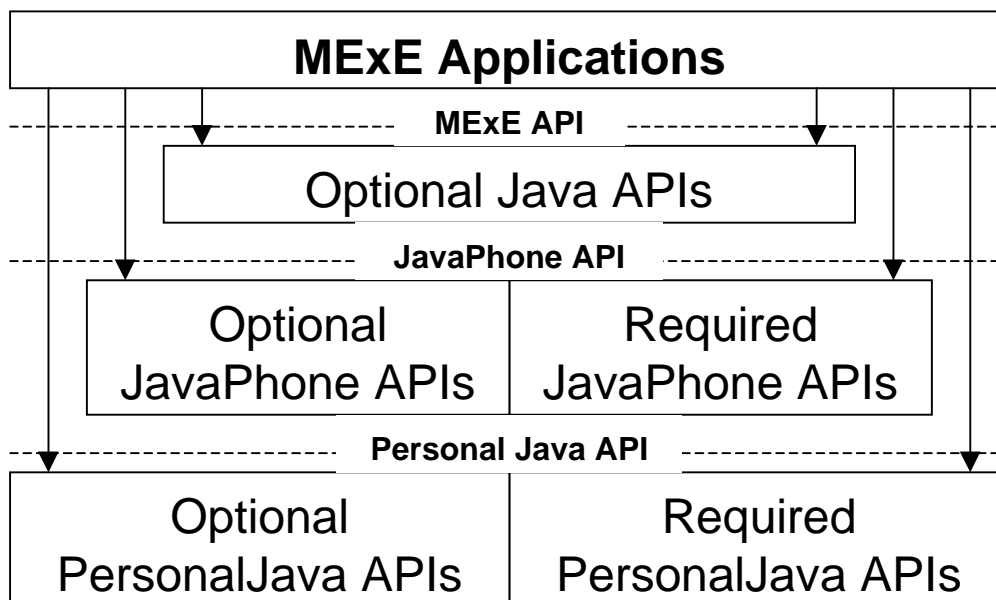 MExE Applications
MExE API
Optional Java APIs
JavaPhone API
Optional
JavaPhone APIs
Required
JavaPhone APIs
Personal Java API
Optional
PersonalJava APIs
Required
PersonalJava APIs